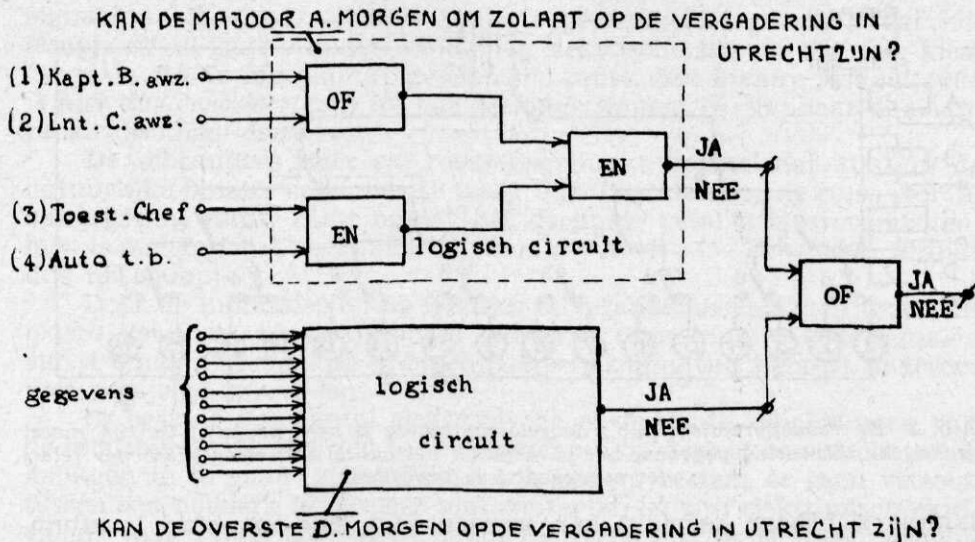 KAN DE MAJOOR A. MORGEN OM ZOLAAT OP DE VERGADERING IN
UTRECHT ZIJN?
(1) Kapt. B. awz.
OF
(2) Lnt. C. awz.
JA
EN
NEE
(3) Toest. Chef
EN
logisch circuit
(4) Auto t.b.
JA
OF
NEE
gegevens
logisch
circuit
JA
NEE
KAN DE OVERSTE D. MORGEN OP DE VERGADERING IN UTRECHT ZIJN?